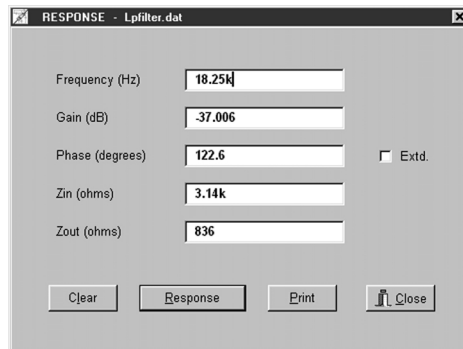 RESPONSE - Lpfilter.dat
Frequency (Hz) 18.25k
Gain (dB) -37.006
Phase (degrees) 122.6 Extd.
Zin (ohms) 3.14k
Zout (ohms) 836
Clear Response Print Close